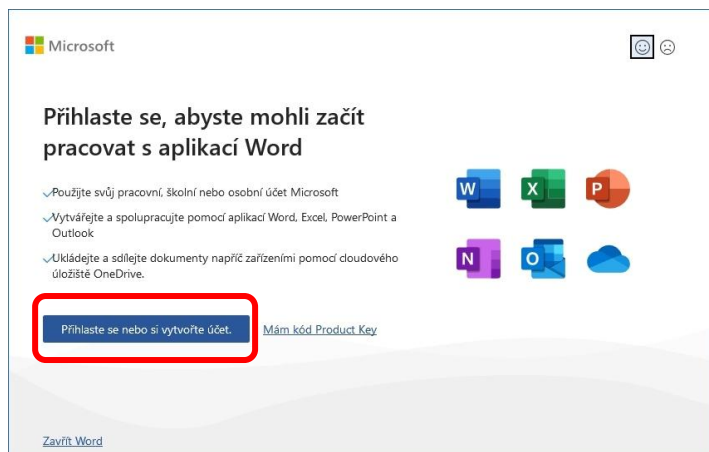 Microsoft
Přihlaste se, abyste mohli začít
pracovat s aplikací Word
Použijte svůj pracovní, školní nebo osobní účet Microsoft
Vytvářejte a spolupracujte pomocí aplikací Word, Excel, PowerPoint a
Outlook
Ukládejte a sdílejte dokumenty napříč zařízeními pomocí cloudového
úložiště OneDrive.
W X P
N O
Přihlaste se nebo si vytvořte účet. Mám kód Product Key
Zavřít Word